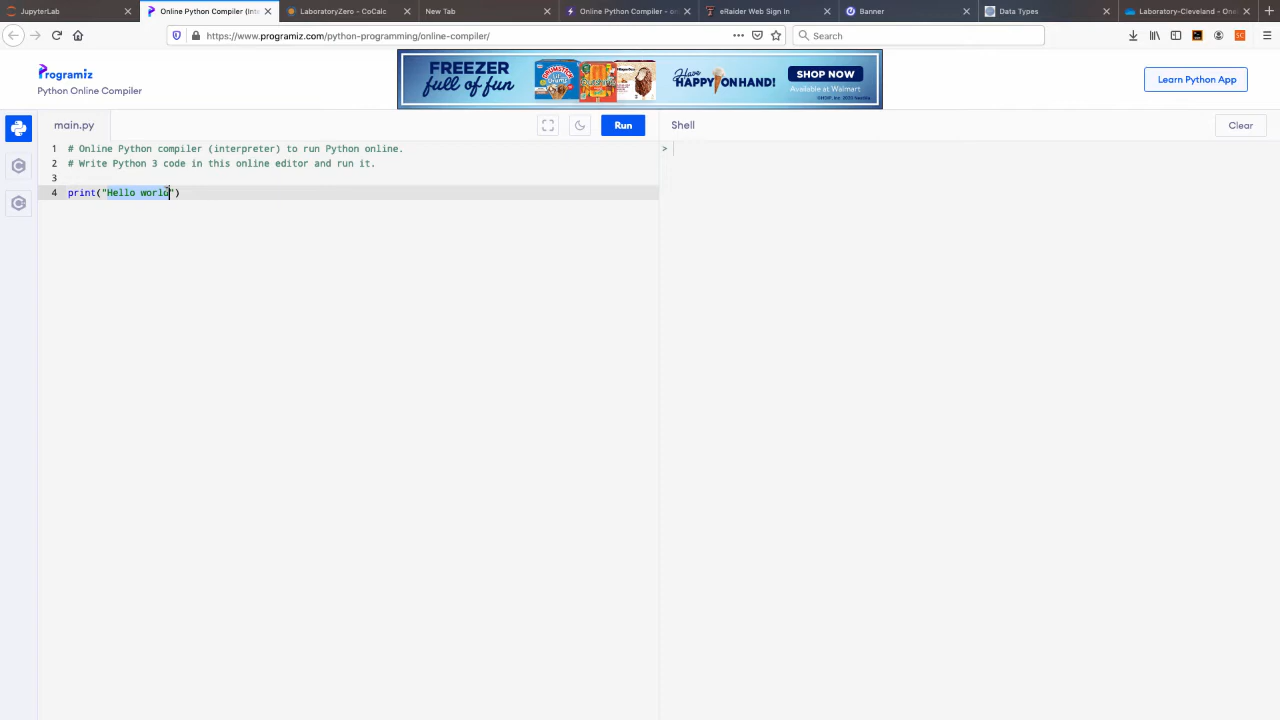 JupyterLab
Online Python Compiler (Int
LaboratoryZero - CoCalc
New Tab
Online Python Compiler - on
eRaider Web Sign In
Banner
Data Types
Laboratory-Cleveland - One
https://www.programiz.com/python-programming/online-compiler/
Search
Programiz
Python Online Compiler
FREEZER
full of fun
Have
HAPPY ON HAND!
SHOP NOW
Available at Walmart
Learn Python App
main.py
Run
Shell
Clear
1 # Online Python compiler (interpreter) to run Python online.
2 # Write Python 3 code in this online editor and run it.
3
4 print("Hello world")
>